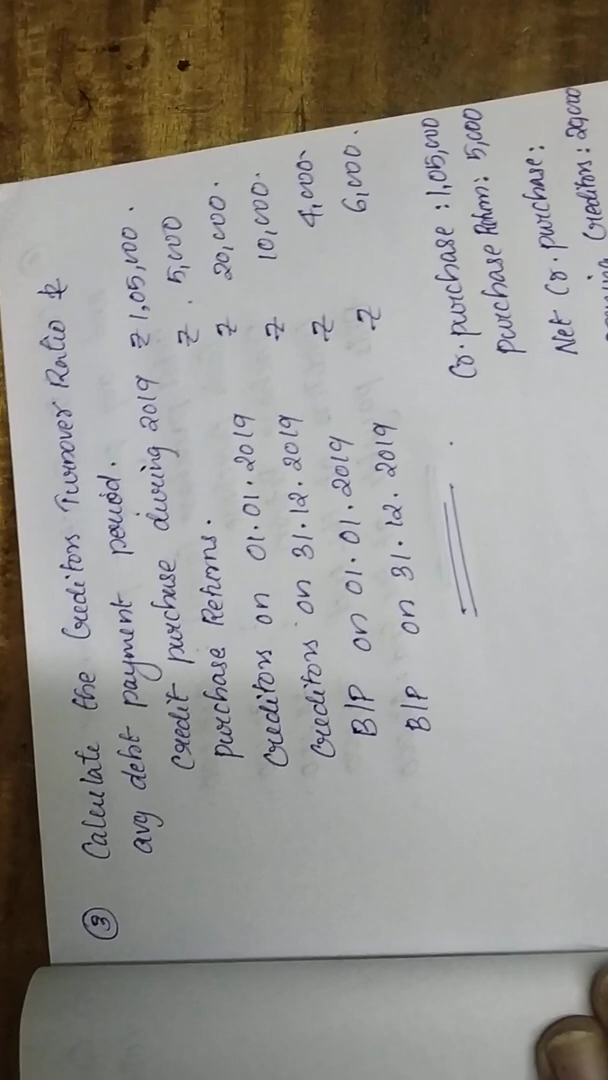 ③ Calculate the Creditors Turnover Ratio &
avg debt payment period.
Credit purchase during 2019 ₹ 1,05,000.
Purchase Returns. ₹ 5,000
Creditors on 01.01.2019 ₹ 20,000.
Creditors on 31.12.2019 ₹ 10,000.
B/P on 01.01.2019 ₹ 4,000
B/P on 31.12.2019 ₹ 6,000.
Cr. purchase : 1,05,000
Purchase Return : 5,000
Net Cr. purchase :
Creditors : 20,000